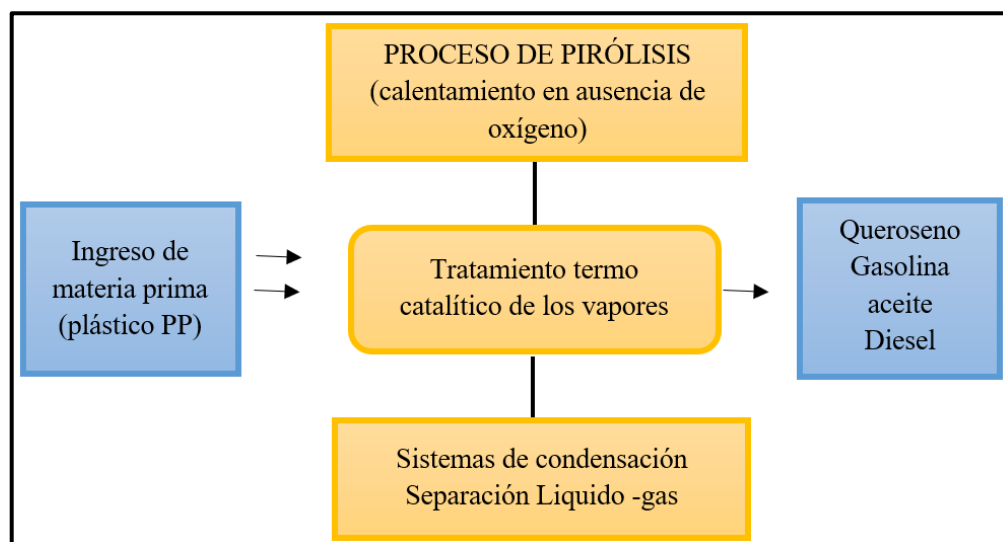 PROCESO DE PIRÓLISIS
(calentamiento en ausencia de
oxígeno)
Ingreso de
materia prima
(plástico PP)
Tratamiento termo
catalítico de los vapores
Queroseno
Gasolina
aceite
Diesel
Sistemas de condensación
Separación Liquido -gas